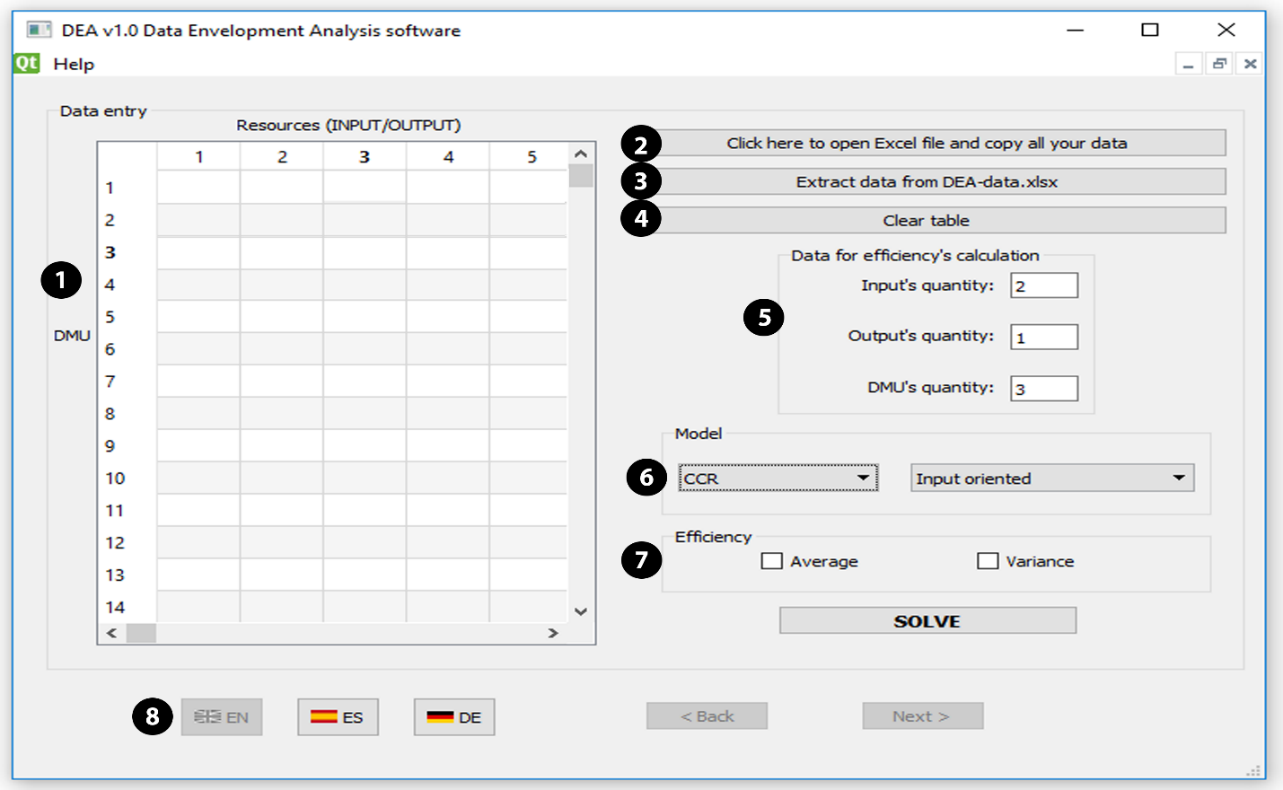 DEA v1.0 Data Envelopment Analysis software
Qt Help
Data entry
Resources (INPUT/OUTPUT)
1 2 3 4 5
1
2
3
4
5
6
7
8
9
10
11
12
13
14
DMU
1
2 Click here to open Excel file and copy all your data
3 Extract data from DEA-data.xlsx
4 Clear table
Data for efficiency's calculation
5
Input's quantity: 2
Output's quantity: 1
DMU's quantity: 3
Model
6 CCR Input oriented
Efficiency
7 Average Variance
SOLVE
8 EN ES DE < Back Next >